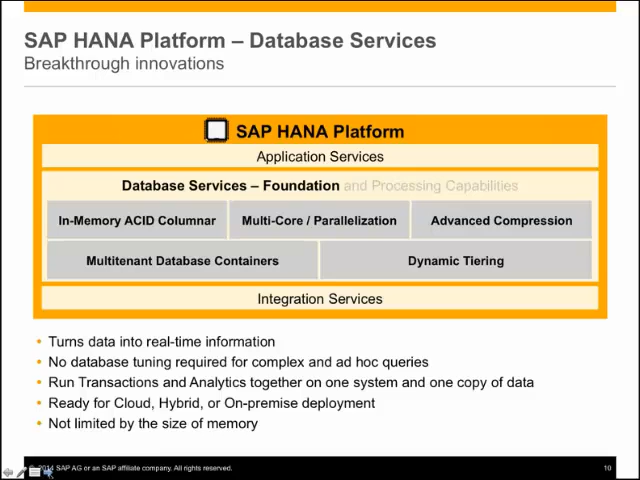 SAP HANA Platform – Database Services
Breakthrough innovations
SAP HANA Platform
Application Services
Database Services – Foundation and Processing Capabilities
In-Memory ACID Columnar
Multi-Core / Parallelization
Advanced Compression
Multitenant Database Containers
Dynamic Tiering
Integration Services
• Turns data into real-time information
• No database tuning required for complex and ad hoc queries
• Run Transactions and Analytics together on one system and one copy of data
• Ready for Cloud, Hybrid, or On-premise deployment
• Not limited by the size of memory
© 2014 SAP AG or an SAP affiliate company. All rights reserved.
10